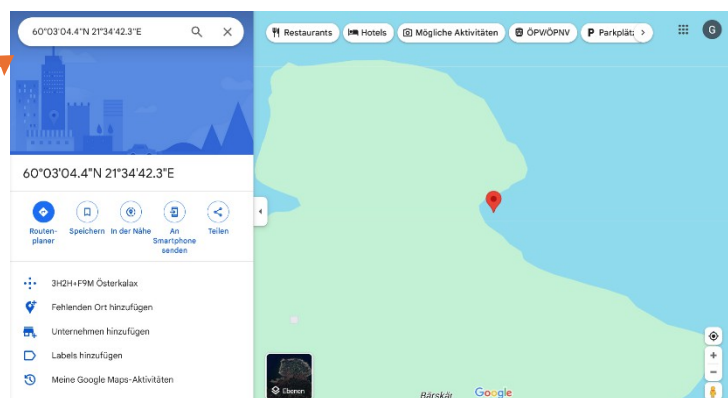 60°03'04.4"N 21°34'42.3"E
Restaurants
Hotels
Mögliche Aktivitäten
ÖPV/ÖPNV
P Parkplätz
G
60°03'04.4"N 21°34'42.3"E
Routen-
planer
Speichern
In der Nähe
An
Smartphone
senden
Teilen
3H2H+F9M Österkalax
Fehlenden Ort hinzufügen
Unternehmen hinzufügen
Labels hinzufügen
Meine Google Maps-Aktivitäten
Ebenen
Bärskär
Google